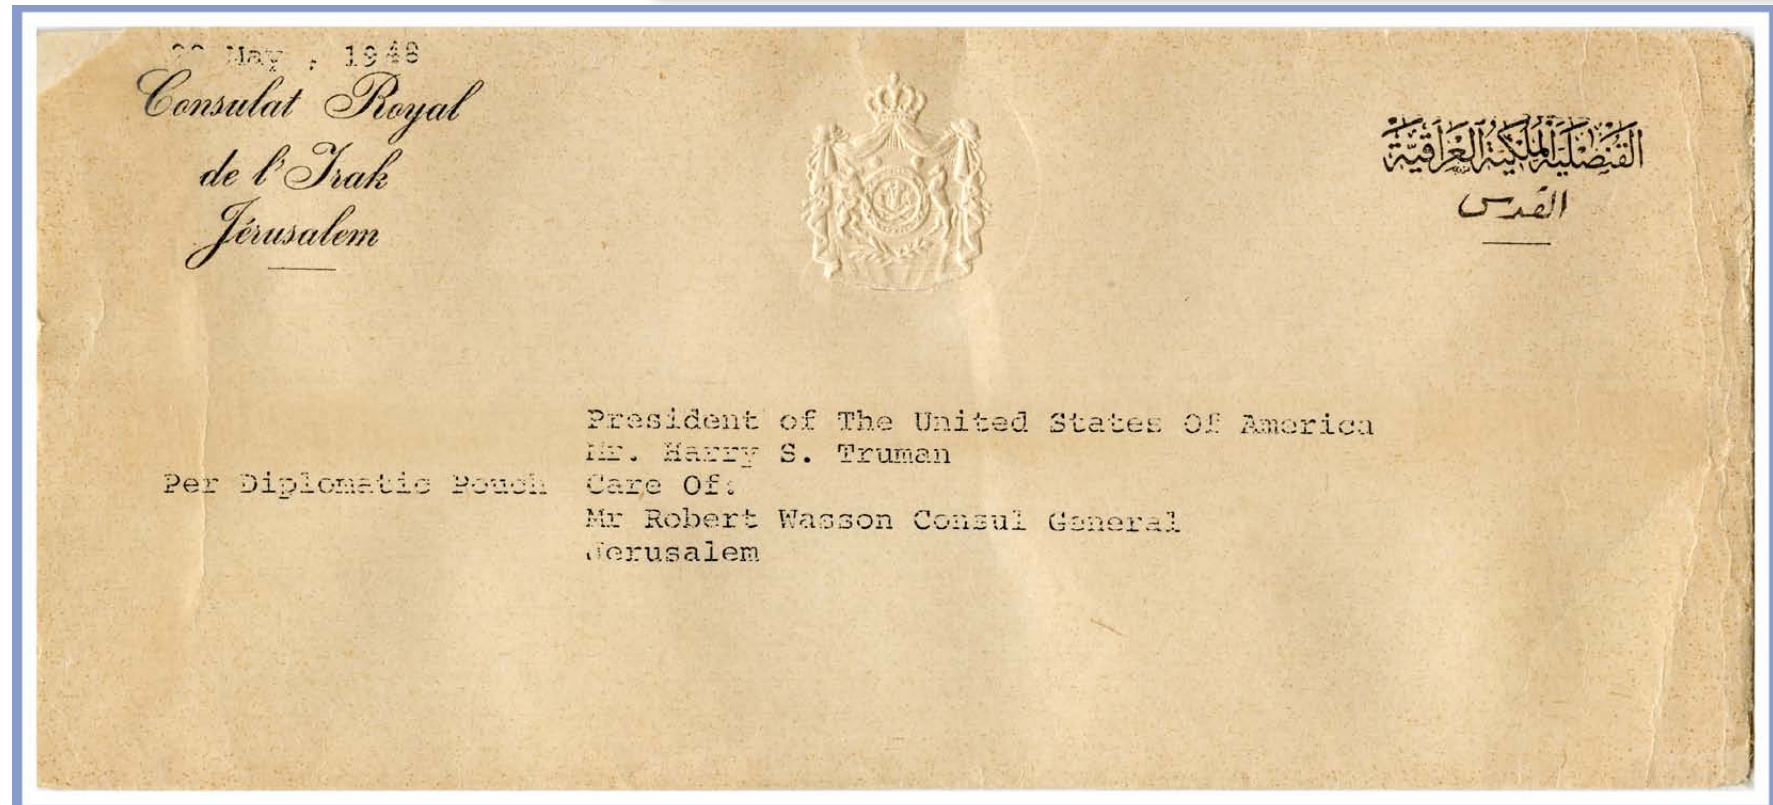 May , 1948
Consulat Royal
de l'Irak
Jérusalem
القنصلية الملكية العراقية
القدس
President of The United States Of America
Mr. Harry S. Truman
Per Diplomatic Pouch Care Of:
Mr Robert Wasson Consul General
Jerusalem